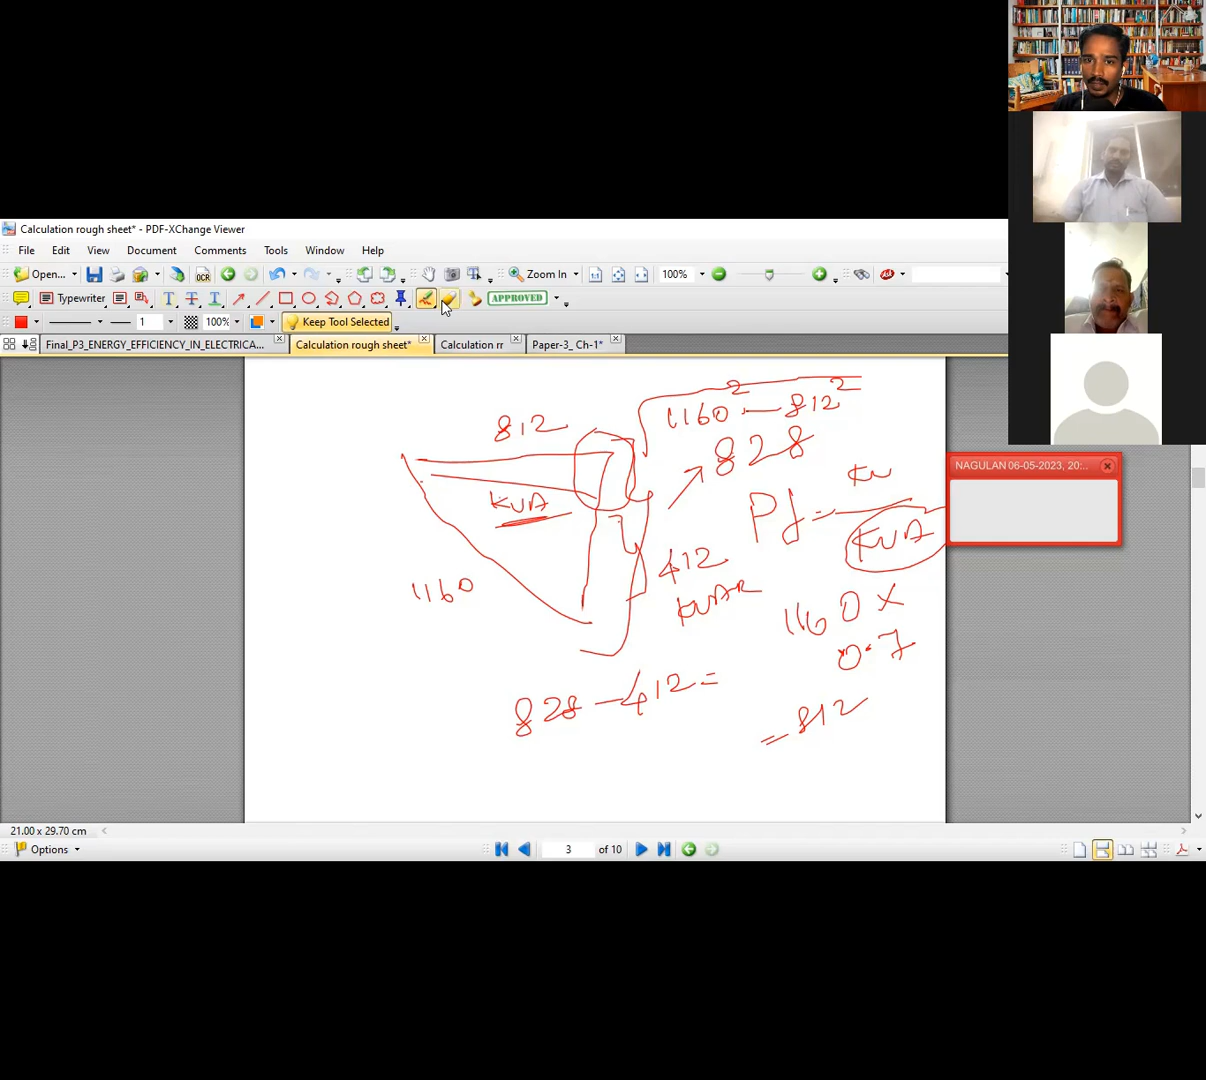 Calculation rough sheet* - PDF-XChange Viewer
File Edit View Document Comments Tools Window Help
Open... OCR Zoom In 100%
Typewriter APPROVED
1 100% Keep Tool Selected
Final_P3_ENERGY_EFFICIENCY_IN_ELECTRICA... Calculation rough sheet* Calculation rr Paper-3_ Ch-1*
1160² - 812²
812
828
KVA
Pf = KW / KVA
NAGULAN 06-05-2023, 20:...
412
KVAR
1160
1160 X
0.7
828 - 412 =
= 812
21.00 x 29.70 cm
Options 3 of 10